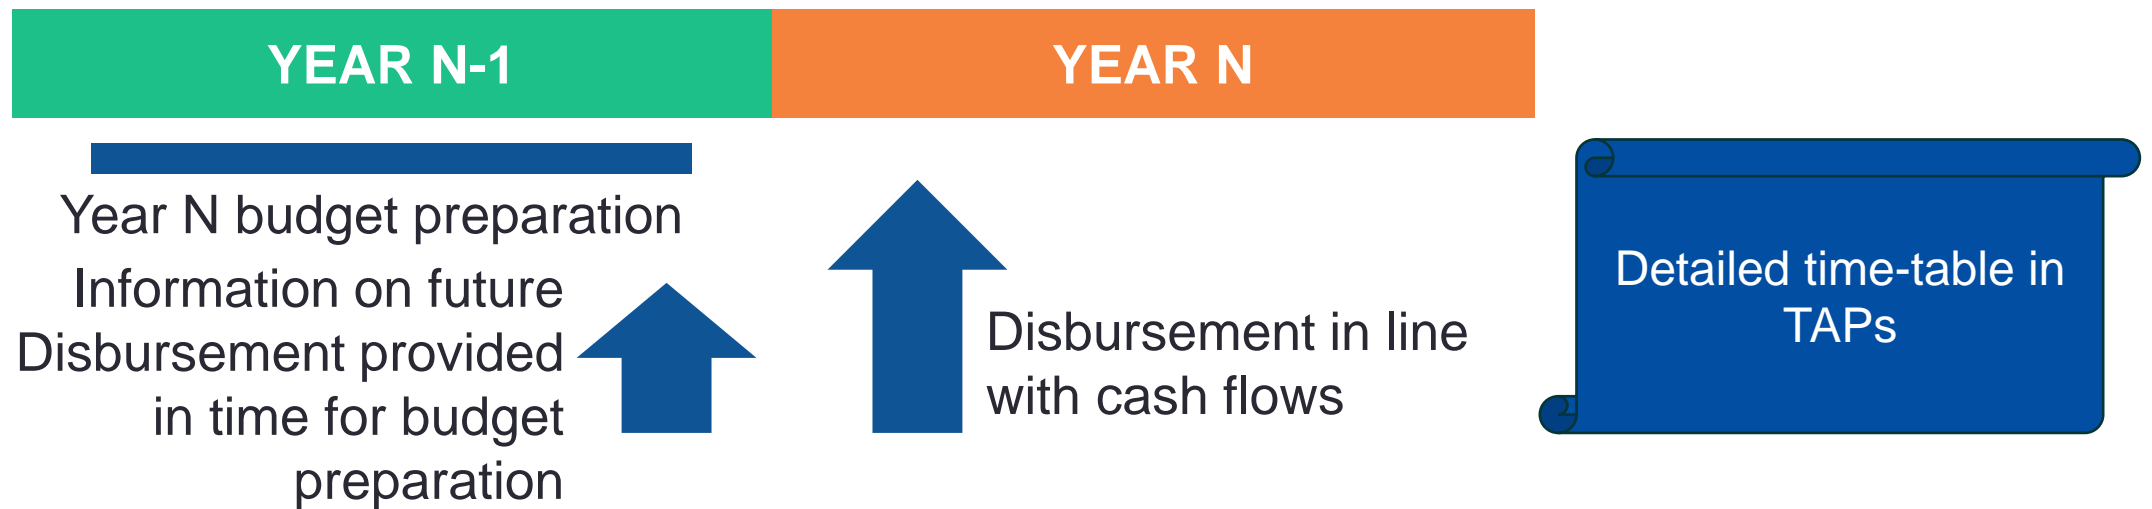 YEAR N-1
YEAR N
Year N budget preparation
Information on future
Disbursement provided
in time for budget
preparation
Disbursement in line
with cash flows
Detailed time-table in
TAPs